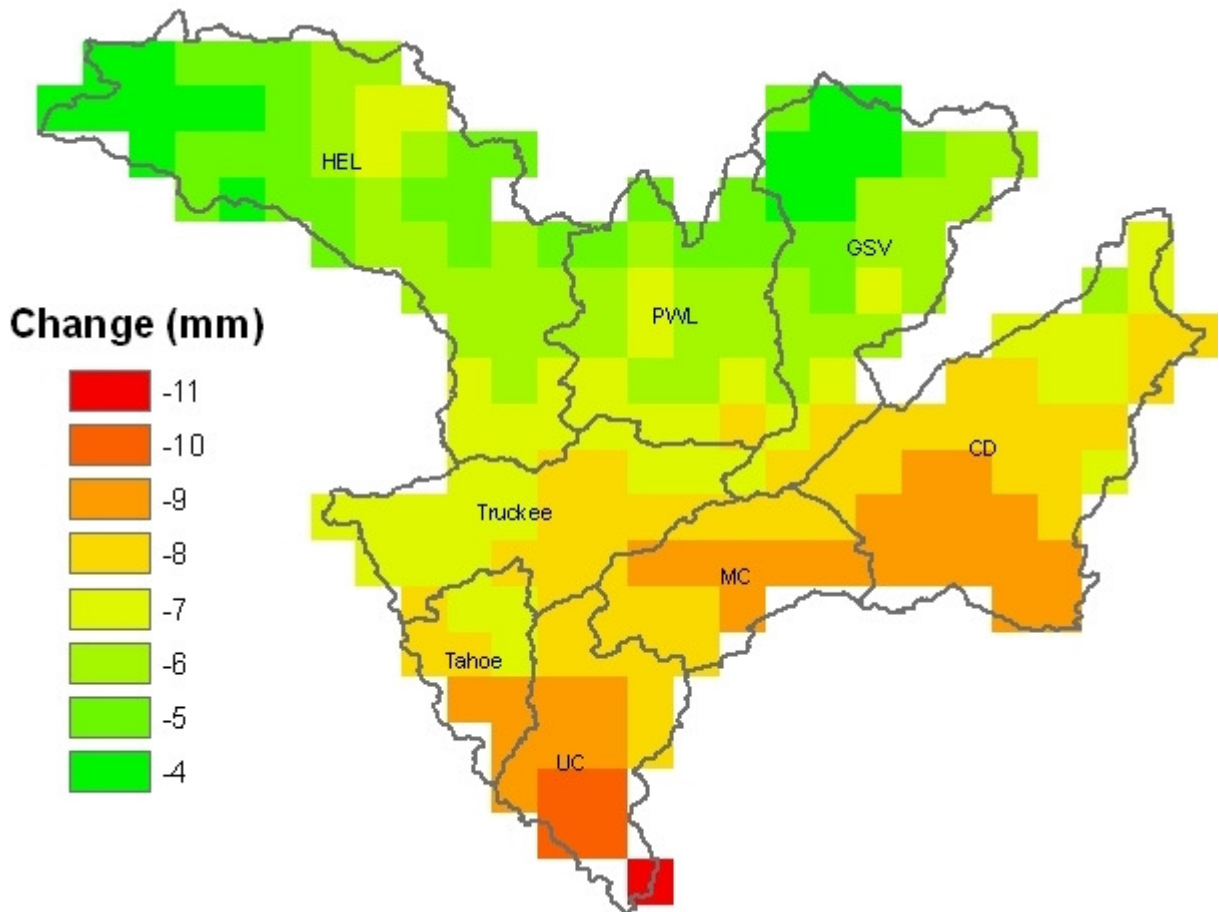 HEL
GSV
Change (mm)
PWL
-11
-10
-9
-8
-7
-6
-5
-4
CD
Truckee
MC
Tahoe
UC